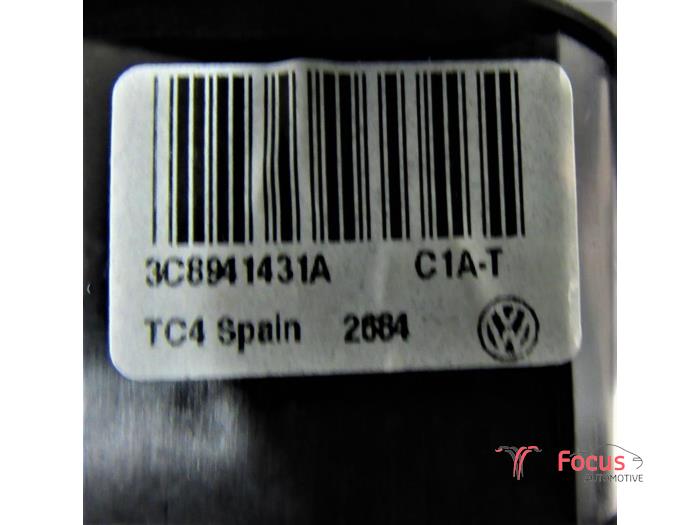 3C8941431A C1A-T
TC4 Spain 2684
Focus
AUTOMOTIVE